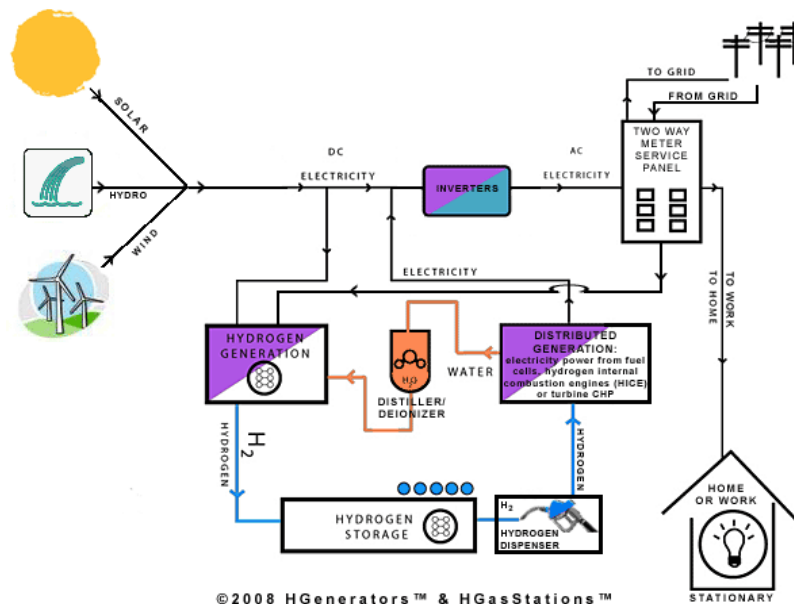 TO GRID
FROM GRID
SOLAR
TWO WAY
METER
SERVICE
PANEL
DC
ELECTRICITY
AC
ELECTRICITY
INVERTERS
HYDRO
WIND
ELECTRICITY
TO WORK
TO HOME
HYDROGEN
GENERATION
H₂O
DISTILLER/
DEIONIZER
WATER
DISTRIBUTED
GENERATION:
electricity power from fuel
cells, hydrogen internal
combustion engines (HICE)
or turbine CHP
H₂
HYDROGEN
HYDROGEN
HYDROGEN
STORAGE
H₂
HYDROGEN
DISPENSER
HOME
OR WORK
STATIONARY
©2008 HGenerators™ & HGasStations™